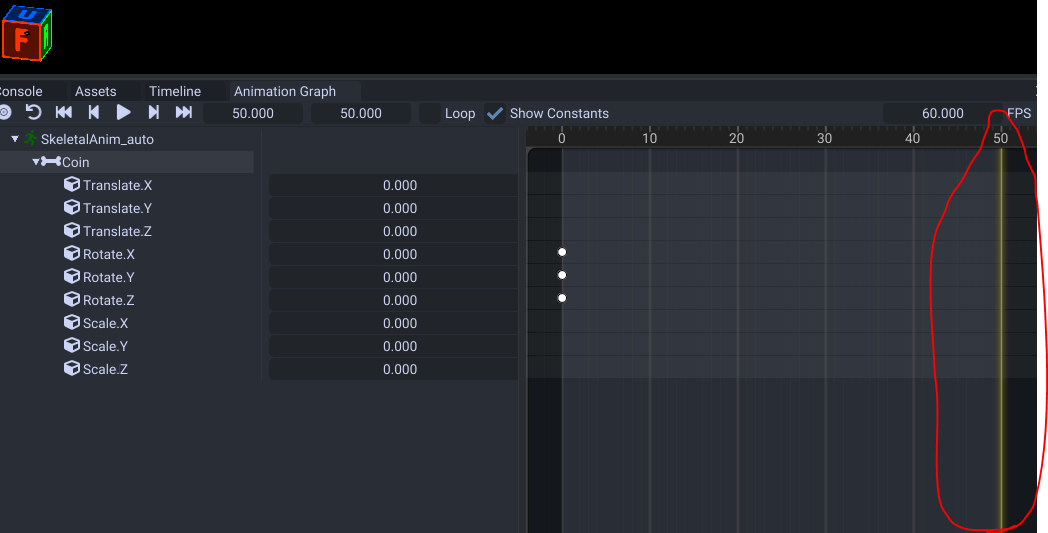 U
F
Console Assets Timeline Animation Graph
50.000 50.000 Loop Show Constants 60.000 FPS
SkeletalAnim_auto 0 10 20 30 40 50
Coin
Translate.X 0.000
Translate.Y 0.000
Translate.Z 0.000
Rotate.X 0.000
Rotate.Y 0.000
Rotate.Z 0.000
Scale.X 0.000
Scale.Y 0.000
Scale.Z 0.000